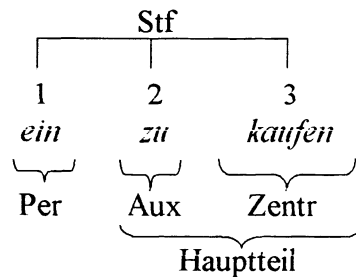 Stf
1 2 3
ein zu kaufen
Per Aux Zentr
Hauptteil